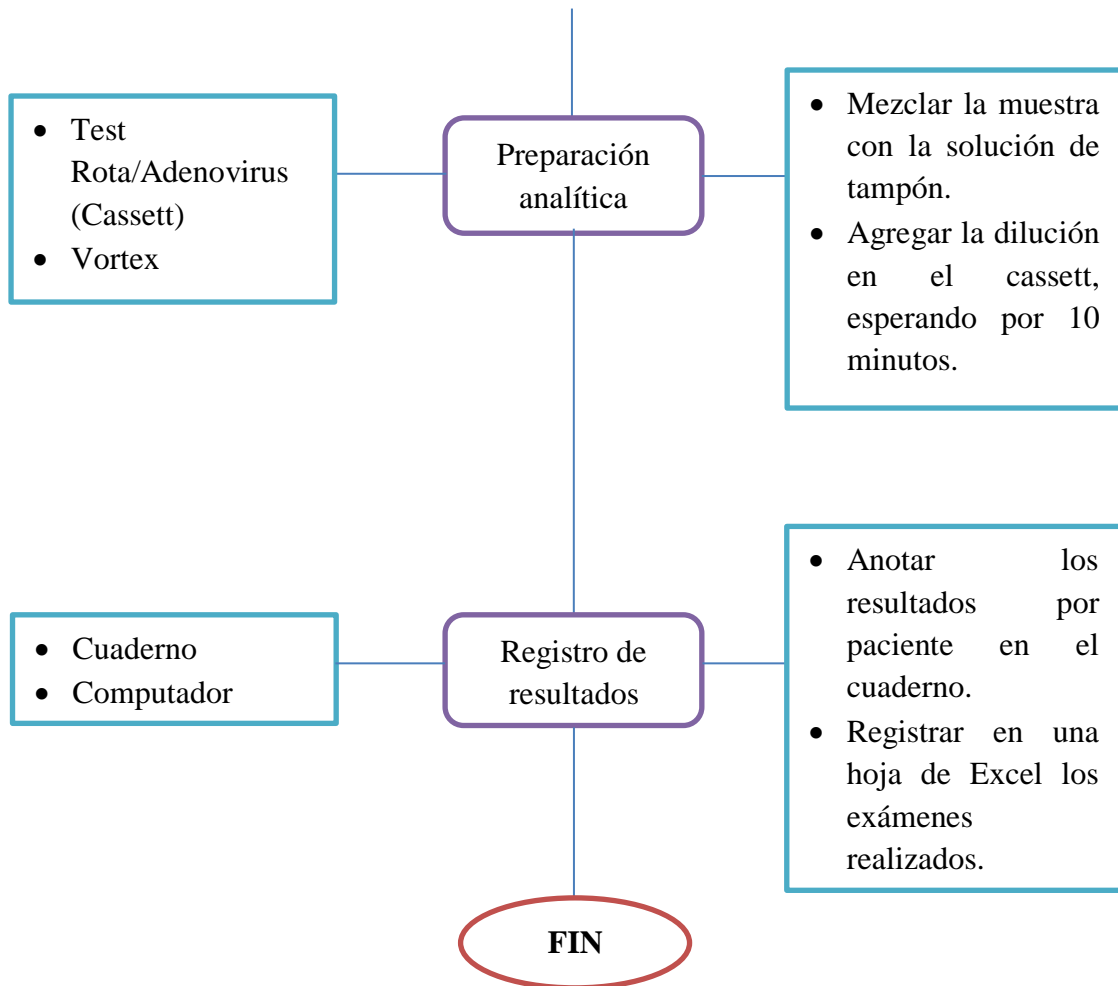 • Test
Rota/Adenovirus
(Cassett)
• Vortex
Preparación
analítica
• Mezclar la muestra
con la solución de
tampón.
• Agregar la dilución
en el cassett,
esperando por 10
minutos.
• Cuaderno
• Computador
Registro de
resultados
• Anotar los
resultados por
paciente en el
cuaderno.
• Registrar en una
hoja de Excel los
exámenes
realizados.
FIN